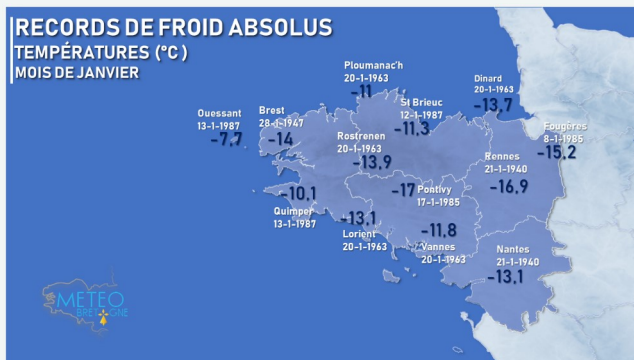 RECORDS DE FROID ABSOLUS
TEMPÉRATURES (°C)
MOIS DE JANVIER
Ploumanac'h
20-1-1963
-11
Dinard
20-1-1963
-13,7
St Brieuc
12-1-1987
-11,3
Ouessant
13-1-1987
-7,7
Brest
28-1-1947
-14
Fougères
8-1-1985
-15,2
Rostrenen
20-1-1963
-13,9
Rennes
21-1-1940
-16,9
-10,1
Quimper
13-1-1987
-17 Pontivy
17-1-1985
-13,1
Lorient
20-1-1963
-11,8
Vannes
20-1-1963
Nantes
21-1-1940
-13,1
METEO
BRETAGNE